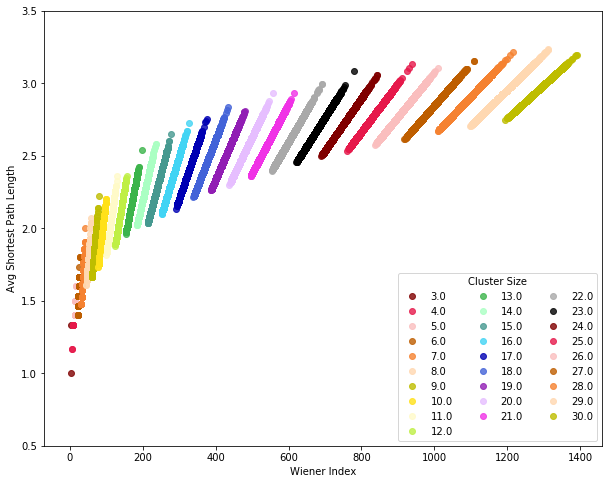 3.5
3.0
2.5
2.0
1.5
1.0
0.5
Avg Shortest Path Length
0 200 400 600 800 1000 1200 1400
Wiener Index
Cluster Size
3.0 13.0 22.0
4.0 14.0 23.0
5.0 15.0 24.0
6.0 16.0 25.0
7.0 17.0 26.0
8.0 18.0 27.0
9.0 19.0 28.0
10.0 20.0 29.0
11.0 21.0 30.0
12.0